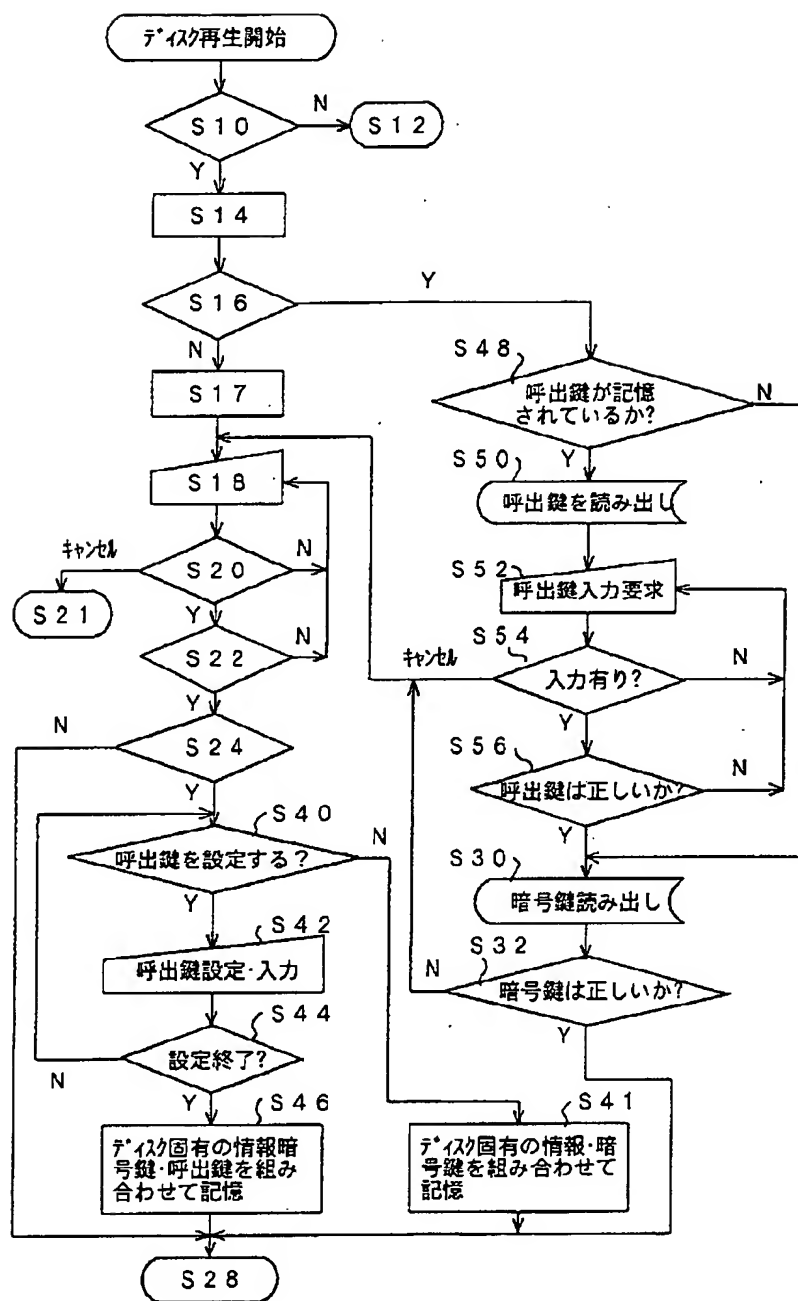 ディスク再生開始
S10
N
S12
Y
S14
S16
Y
N
S17
S18
キャンセル
S20
N
S21
Y
S22
N
Y
N
S24
Y
S40
呼出鍵を設定する?
N
Y
S42
呼出鍵設定・入力
S44
設定終了?
N
Y
S46
ディスク固有の情報暗
号鍵・呼出鍵を組み
合わせて記憶
S28
S48
呼出鍵が記憶
されているか?
N
Y
S50
呼出鍵を読み出し
S52
呼出鍵入力要求
S54
キャンセル
入力有り?
N
Y
S56
呼出鍵は正しいか?
N
Y
S30
暗号鍵読み出し
S32
N
暗号鍵は正しいか?
Y
S41
ディスク固有の情報・暗
号鍵を組み合わせて
記憶